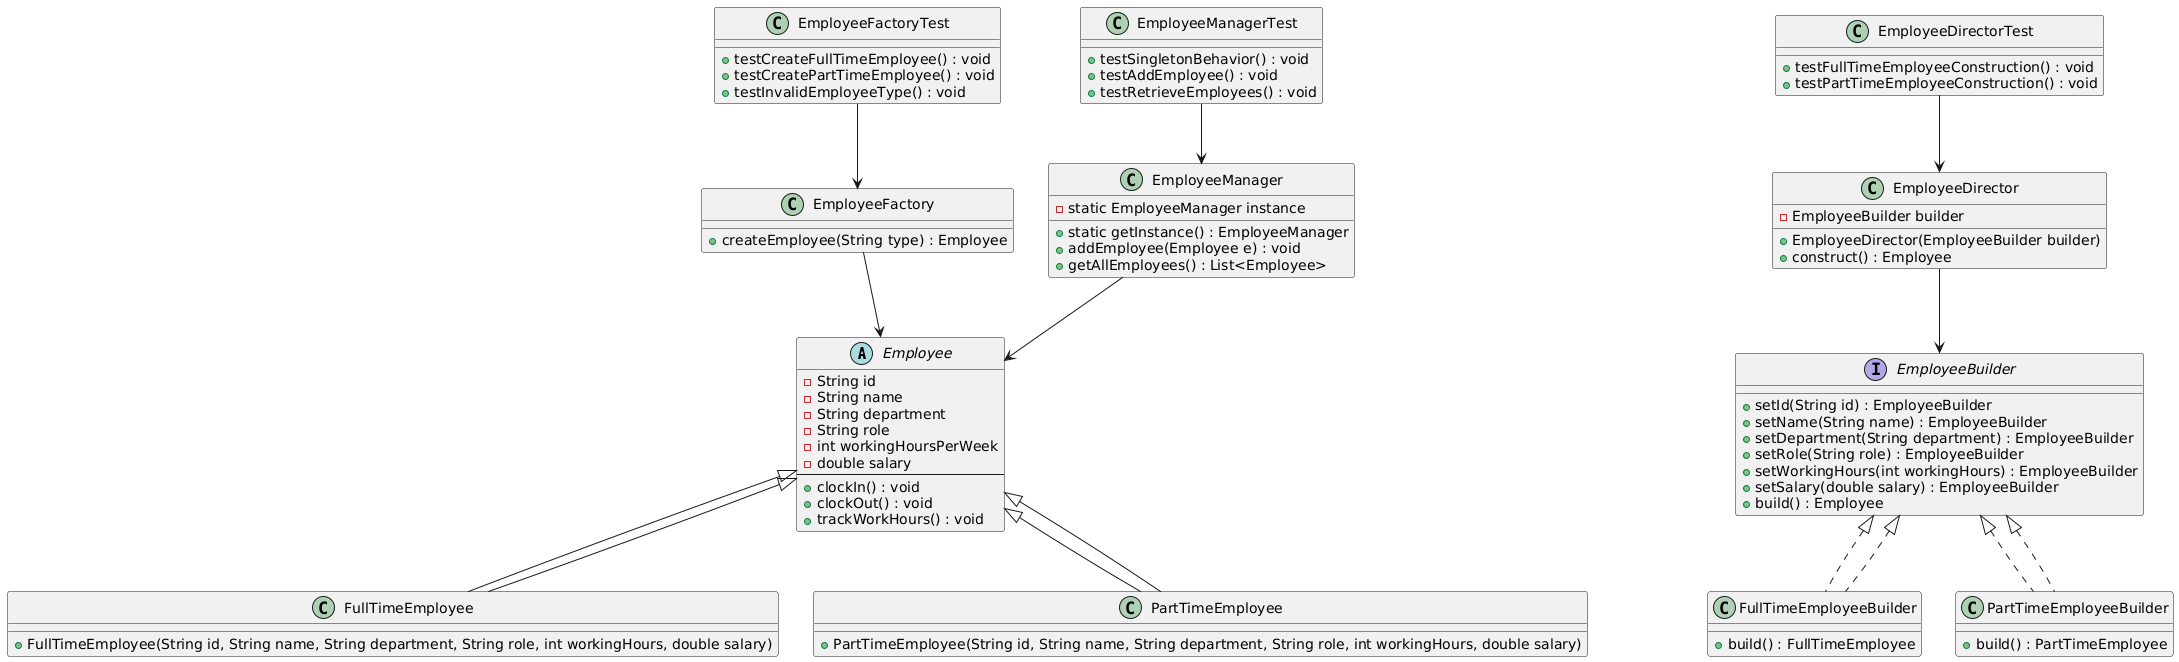 C EmployeeFactoryTest
testCreateFullTimeEmployee() : void
testCreatePartTimeEmployee() : void
testInvalidEmployeeType() : void
C EmployeeManagerTest
testSingletonBehavior() : void
testAddEmployee() : void
testRetrieveEmployees() : void
C EmployeeDirectorTest
testFullTimeEmployeeConstruction() : void
testPartTimeEmployeeConstruction() : void
C EmployeeFactory
createEmployee(String type) : Employee
C EmployeeManager
static EmployeeManager instance
static getInstance() : EmployeeManager
addEmployee(Employee e) : void
getAllEmployees() : List<Employee>
C EmployeeDirector
EmployeeBuilder builder
EmployeeDirector(EmployeeBuilder builder)
construct() : Employee
A Employee
String id
String name
String department
String role
int workingHoursPerWeek
double salary
clockIn() : void
clockOut() : void
trackWorkHours() : void
I EmployeeBuilder
setId(String id) : EmployeeBuilder
setName(String name) : EmployeeBuilder
setDepartment(String department) : EmployeeBuilder
setRole(String role) : EmployeeBuilder
setWorkingHours(int workingHours) : EmployeeBuilder
setSalary(double salary) : EmployeeBuilder
build() : Employee
C FullTimeEmployee
FullTimeEmployee(String id, String name, String department, String role, int workingHours, double salary)
C PartTimeEmployee
PartTimeEmployee(String id, String name, String department, String role, int workingHours, double salary)
C FullTimeEmployeeBuilder
build() : FullTimeEmployee
C PartTimeEmployeeBuilder
build() : PartTimeEmployee